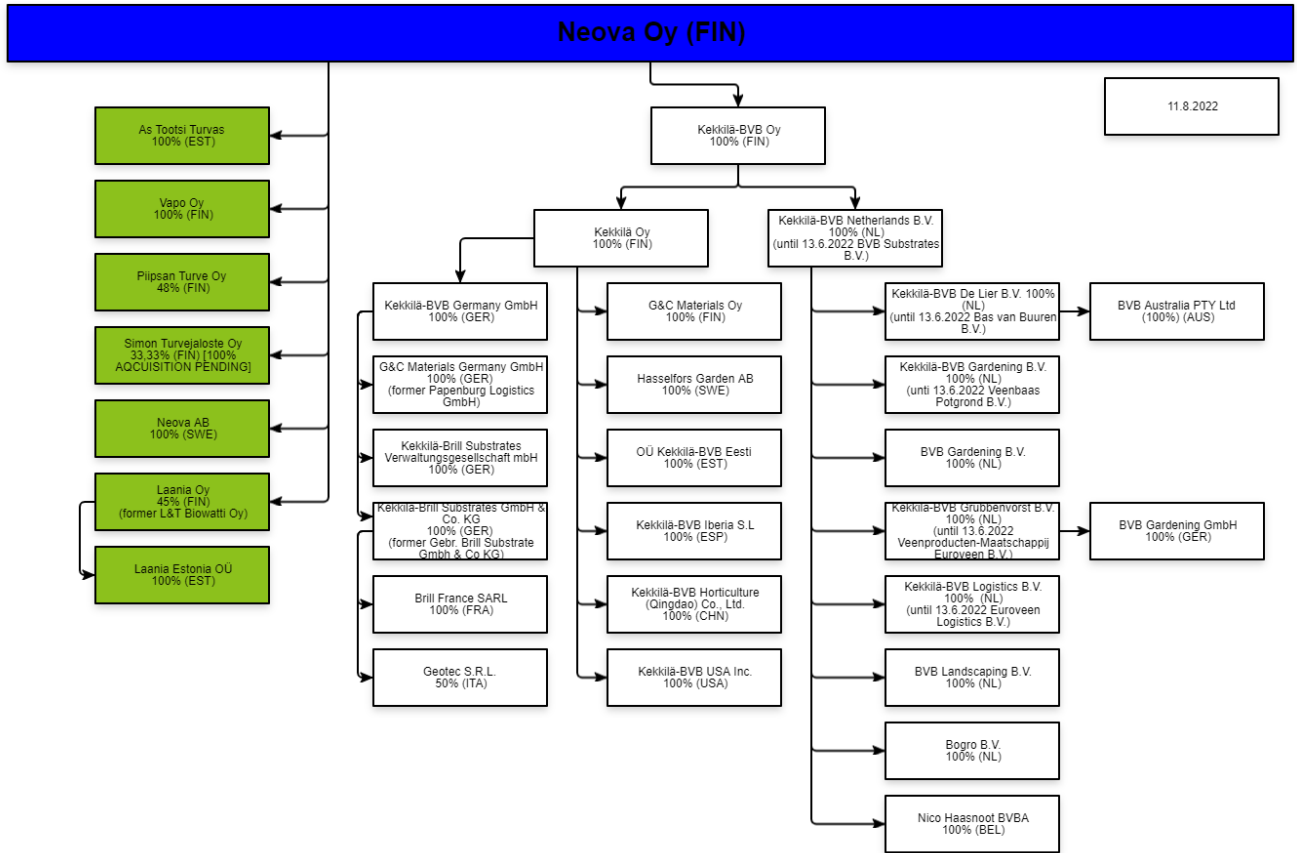 Neova Oy (FIN)
11.8.2022
As Tootsi Turvas
100% (EST)
Vapo Oy
100% (FIN)
Piipsan Turve Oy
48% (FIN)
Simon Turvejaloste Oy
33,33% (FIN) [100%
AQCUISITION PENDING]
Neova AB
100% (SWE)
Laania Oy
45% (FIN)
(former L&T Biowatti Oy)
Laania Estonia OÜ
100% (EST)
Kekkilä-BVB Oy
100% (FIN)
Kekkilä Oy
100% (FIN)
Kekkilä-BVB Germany GmbH
100% (GER)
G&C Materials Germany GmbH
100% (GER)
(former Papenburg Logistics
GmbH)
Kekkilä-Brill Substrates
Verwaltungsgesellschaft mbH
100% (GER)
Kekkilä-Brill Substrates GmbH &
Co. KG
100% (GER)
(former Gebr. Brill Substrate
Gmbh & Co KG)
Brill France SARL
100% (FRA)
Geotec S.R.L.
50% (ITA)
G&C Materials Oy
100% (FIN)
Hasselfors Garden AB
100% (SWE)
OÜ Kekkilä-BVB Eesti
100% (EST)
Kekkilä-BVB Iberia S.L
100% (ESP)
Kekkilä-BVB Horticulture
(Qingdao) Co., Ltd.
100% (CHN)
Kekkilä-BVB USA Inc.
100% (USA)
Kekkilä-BVB Netherlands B.V.
100% (NL)
(until 13.6.2022 BVB Substrates
B.V.)
Kekkilä-BVB De Lier B.V. 100%
(NL)
(until 13.6.2022 Bas van Buuren
B.V.)
BVB Australia PTY Ltd
(100%) (AUS)
Kekkilä-BVB Gardening B.V.
100% (NL)
(unti 13.6.2022 Veenbaas
Potgrond B.V.)
BVB Gardening B.V.
100% (NL)
Kekkilä-BVB Grubbenvorst B.V.
100% (NL)
(until 13.6.2022
Veenproducten-Maatschappij
Euroveen B.V.)
BVB Gardening GmbH
100% (GER)
Kekkilä-BVB Logistics B.V.
100% (NL)
(until 13.6.2022 Euroveen
Logistics B.V.)
BVB Landscaping B.V.
100% (NL)
Bogro B.V.
100% (NL)
Nico Haasnoot BVBA
100% (BEL)